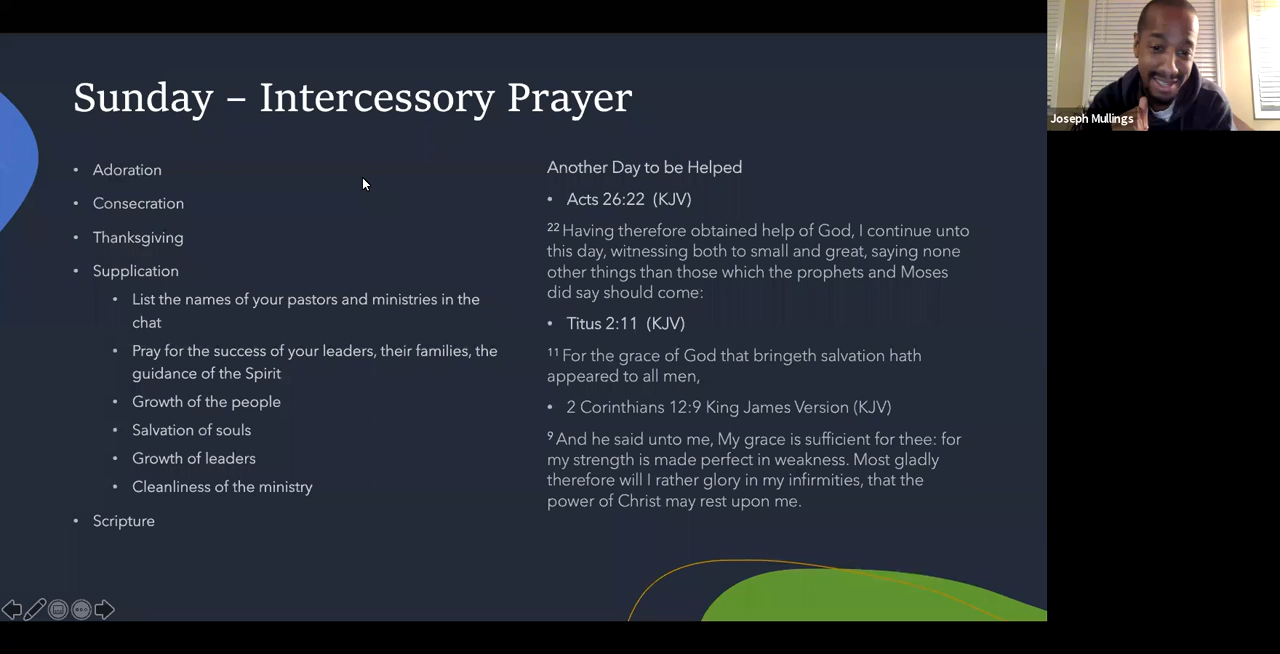 Sunday – Intercessory Prayer
• Adoration
• Consecration
• Thanksgiving
• Supplication
• List the names of your pastors and ministries in the
chat
• Pray for the success of your leaders, their families, the
guidance of the Spirit
• Growth of the people
• Salvation of souls
• Growth of leaders
• Cleanliness of the ministry
• Scripture
Another Day to be Helped
• Acts 26:22 (KJV)
22 Having therefore obtained help of God, I continue unto
this day, witnessing both to small and great, saying none
other things than those which the prophets and Moses
did say should come:
• Titus 2:11 (KJV)
11 For the grace of God that bringeth salvation hath
appeared to all men,
• 2 Corinthians 12:9 King James Version (KJV)
9 And he said unto me, My grace is sufficient for thee: for
my strength is made perfect in weakness. Most gladly
therefore will I rather glory in my infirmities, that the
power of Christ may rest upon me.
Joseph Mullings